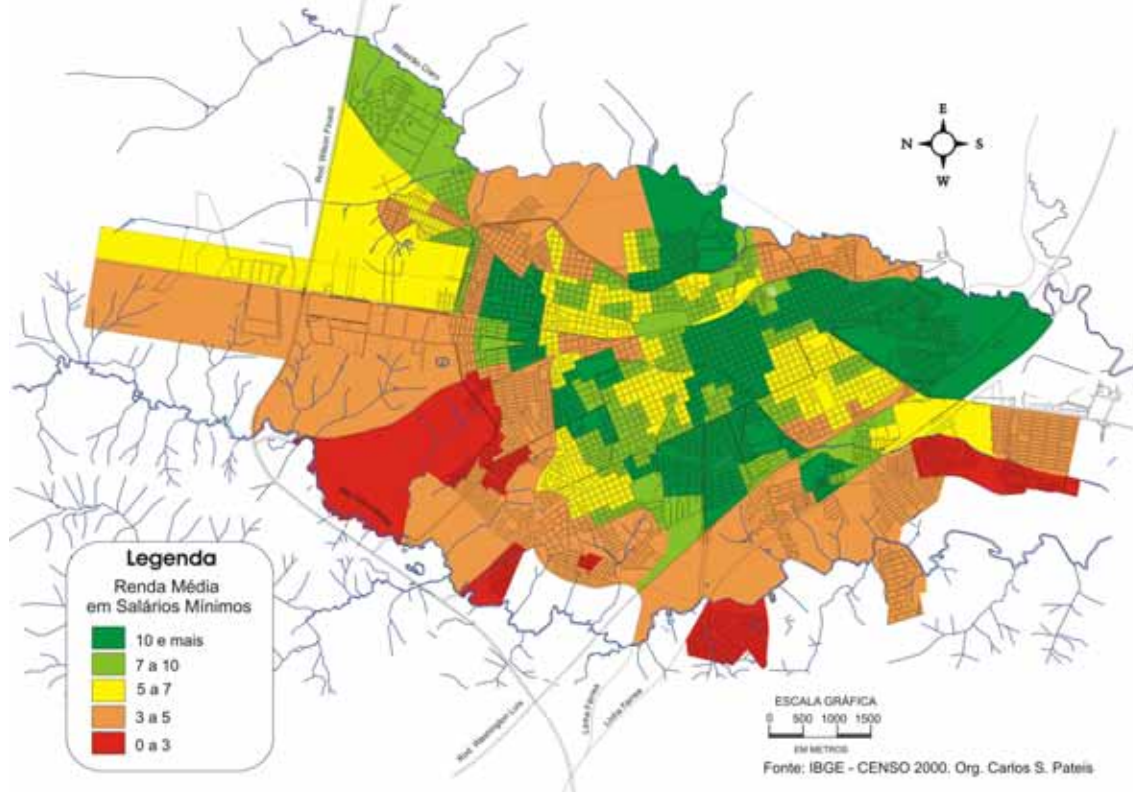 Ribeirão Claro
Rod. Wilson Finardi
E
N
S
W
Legenda
Renda Média
em Salários Mínimos
10 e mais
7 a 10
5 a 7
3 a 5
0 a 3
Rod. Washington Luis
Linha Férrea
Linha Férrea
ESCALA GRÁFICA
0 500 1000 1500
EM METROS
Fonte: IBGE - CENSO 2000. Org. Carlos S. Pateis